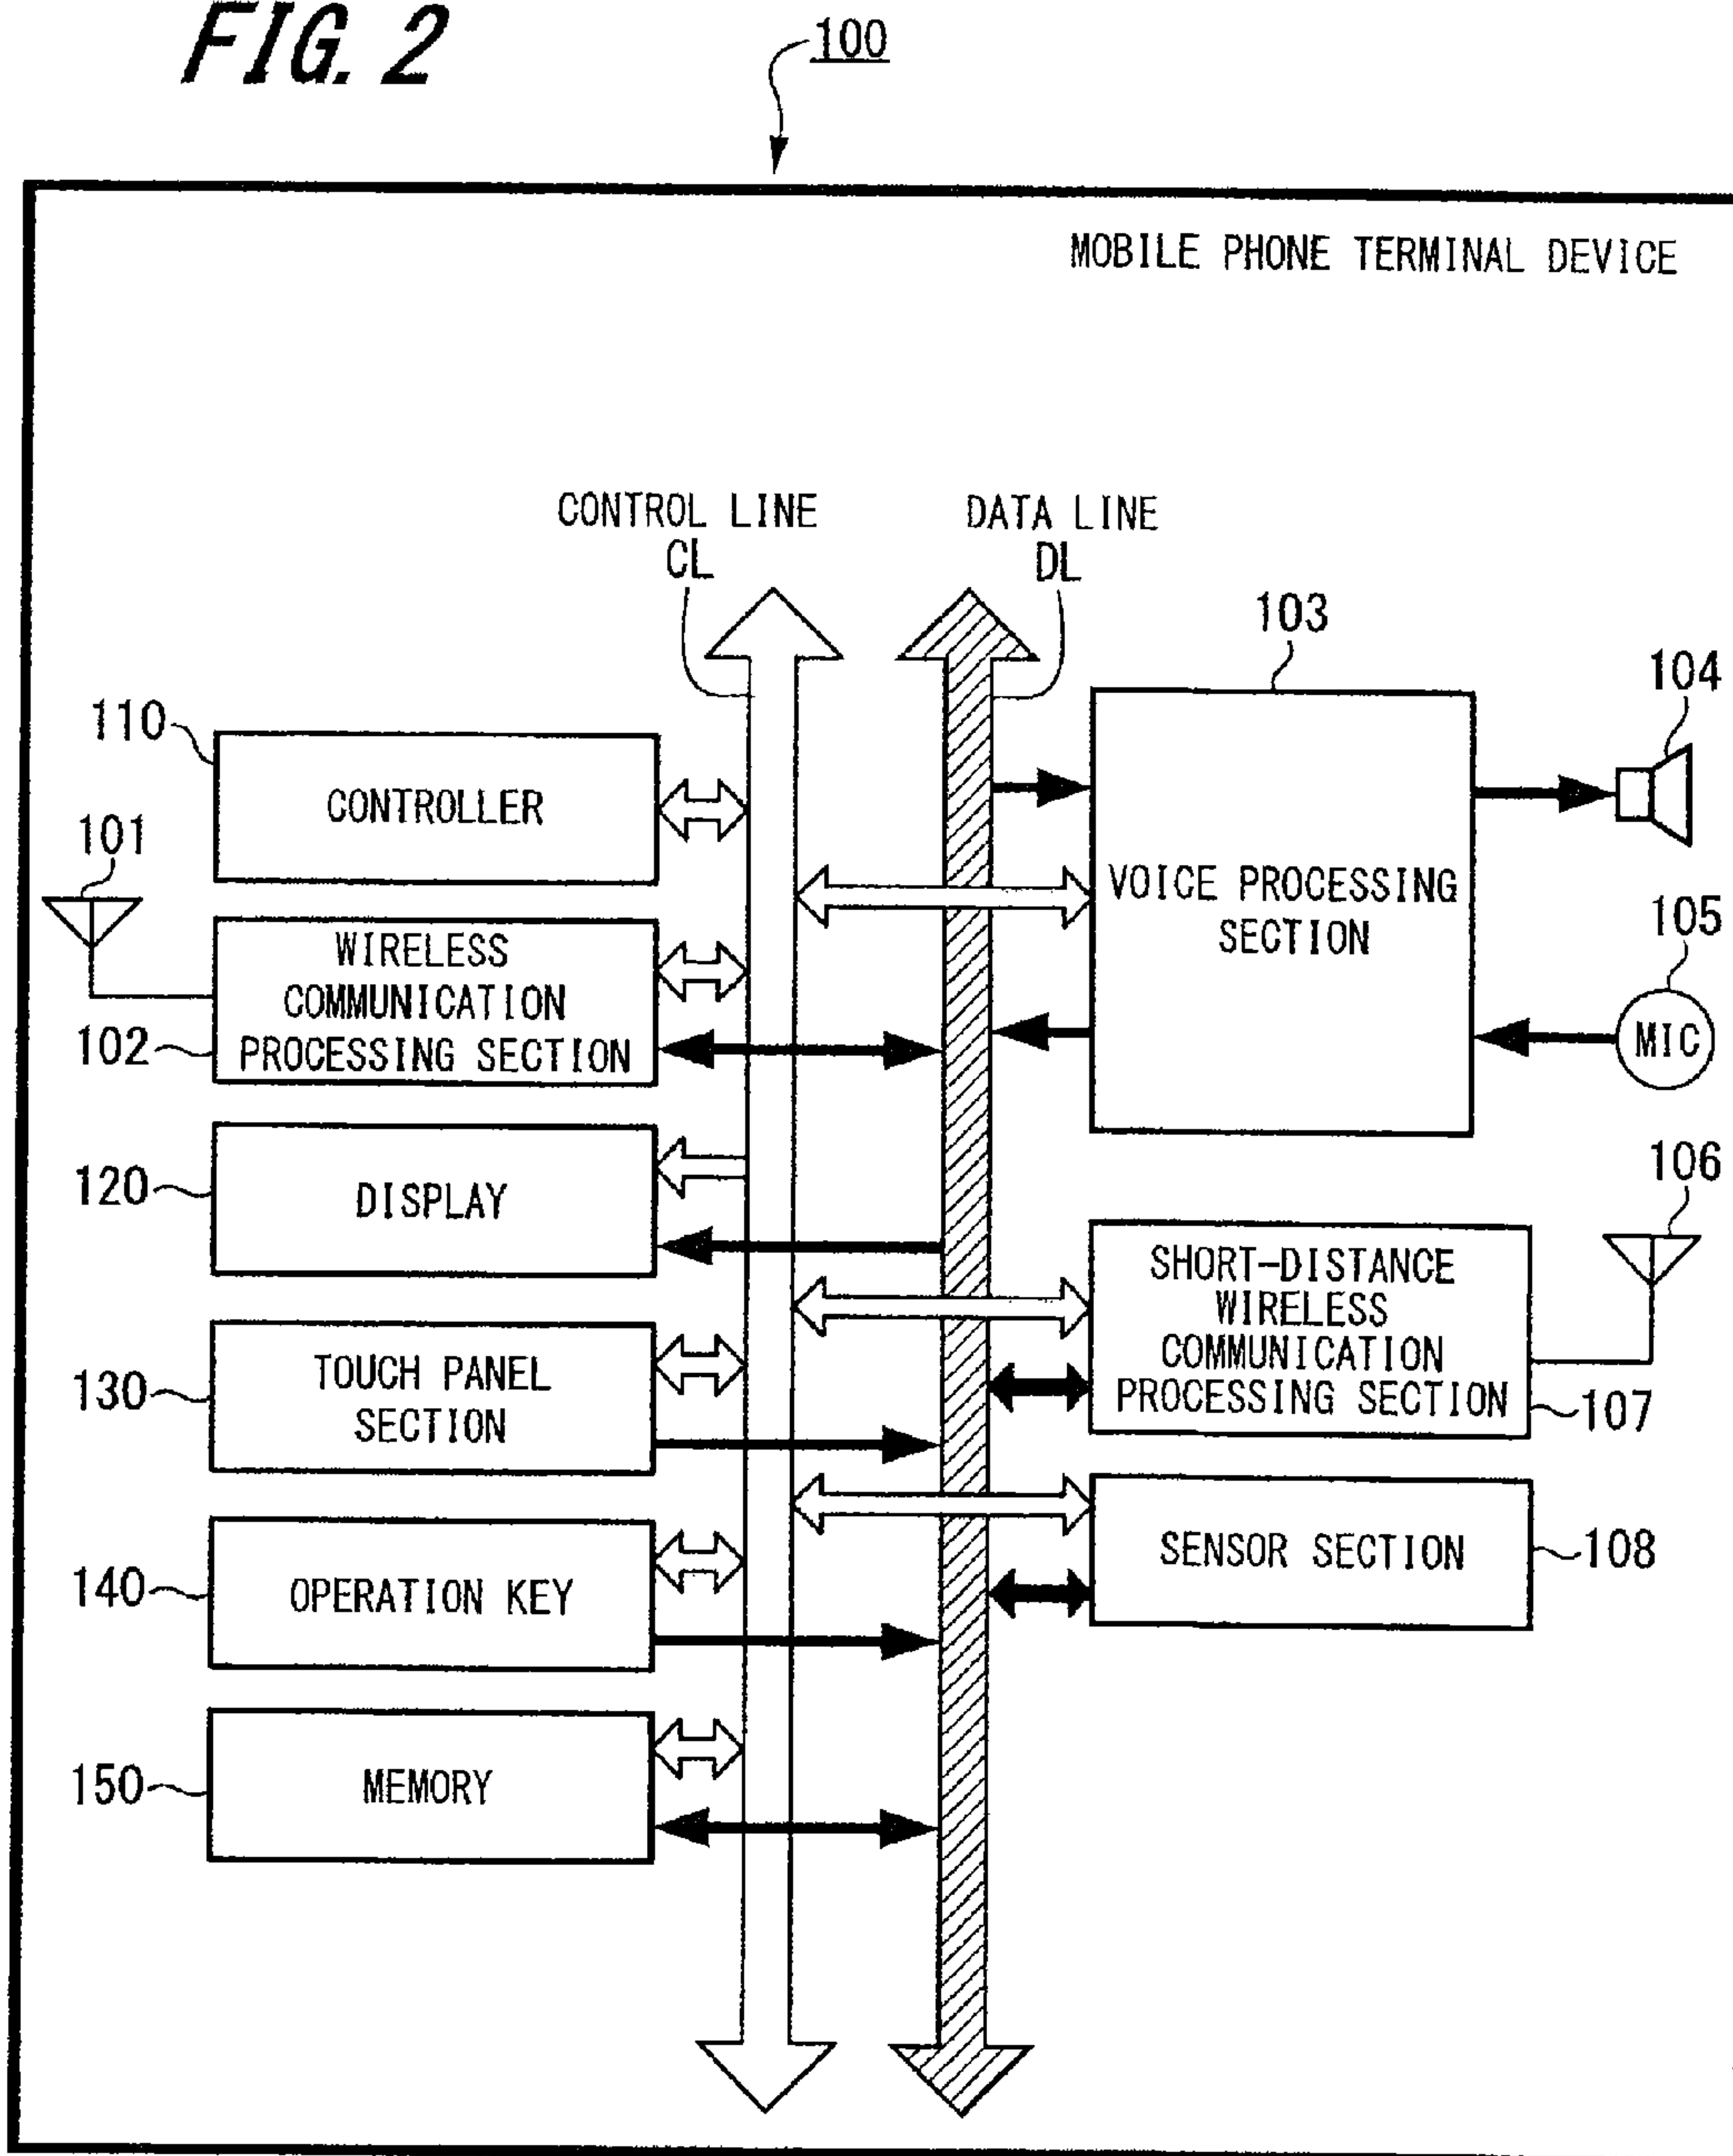 FIG. 2
100
MOBILE PHONE TERMINAL DEVICE
CONTROL LINE
CL
DATA LINE
DL
103
104
110
CONTROLLER
101
VOICE PROCESSING
SECTION
105
MIC
WIRELESS
COMMUNICATION
PROCESSING SECTION
102
106
120
DISPLAY
SHORT-DISTANCE
WIRELESS
COMMUNICATION
PROCESSING SECTION
107
130
TOUCH PANEL
SECTION
SENSOR SECTION
108
140
OPERATION KEY
150
MEMORY